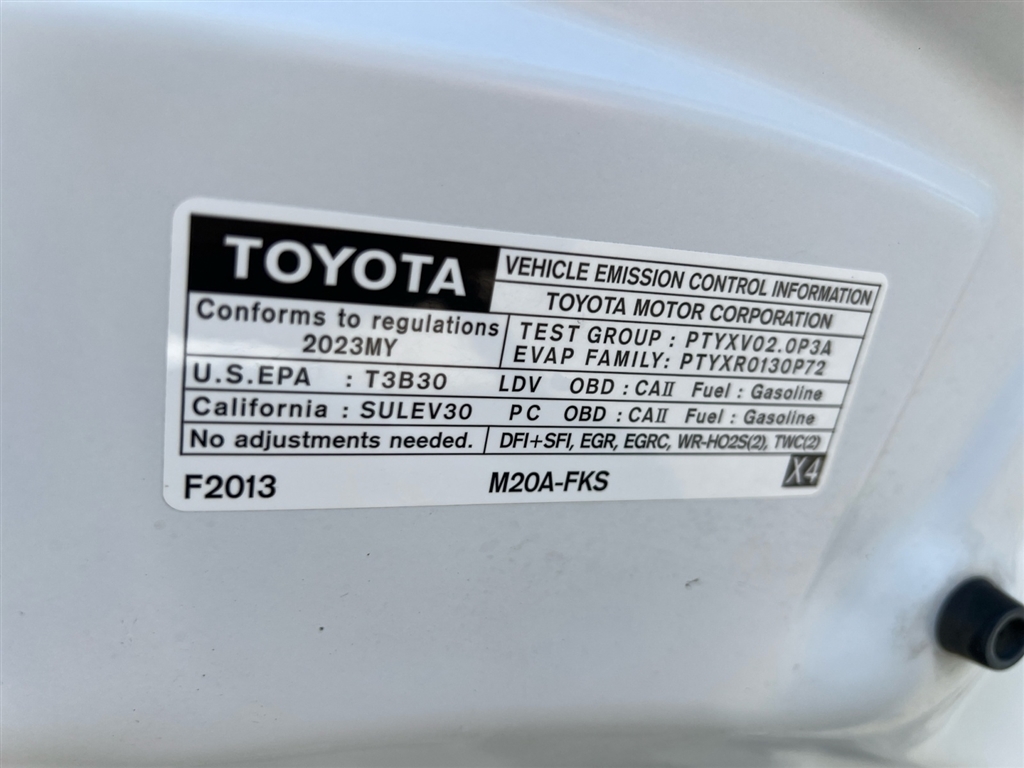 TOYOTA
VEHICLE EMISSION CONTROL INFORMATION
TOYOTA MOTOR CORPORATION
Conforms to regulations
2023MY
TEST GROUP : PTYXV02.0P3A
EVAP FAMILY: PTYXR0130P72
U.S.EPA : T3B30 LDV OBD : CAII Fuel : Gasoline
California : SULEV30 PC OBD : CAII Fuel : Gasoline
No adjustments needed. DFI+SFI, EGR, EGRC, WR-HO2S(2), TWC(2)
F2013 M20A-FKS X4